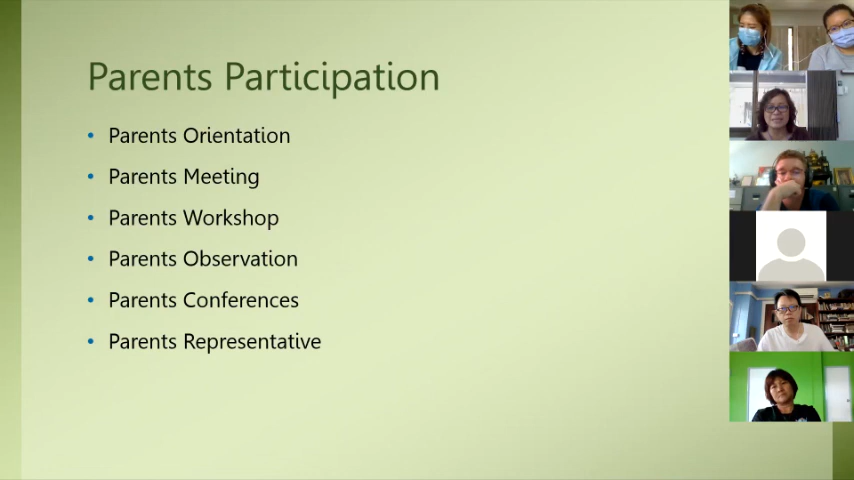 Parents Participation
• Parents Orientation
• Parents Meeting
• Parents Workshop
• Parents Observation
• Parents Conferences
• Parents Representative